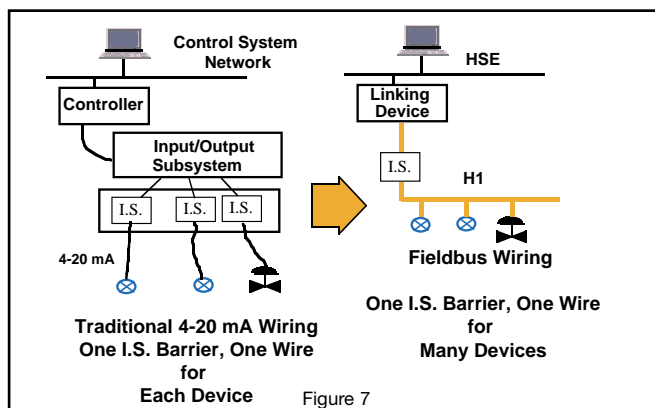 Control System
Network
Controller
Input/Output
Subsystem
I.S.
I.S.
I.S.
4-20 mA
Traditional 4-20 mA Wiring
One I.S. Barrier, One Wire
for
Each Device
HSE
Linking
Device
I.S.
H1
Fieldbus Wiring
One I.S. Barrier, One Wire
for
Many Devices
Figure 7